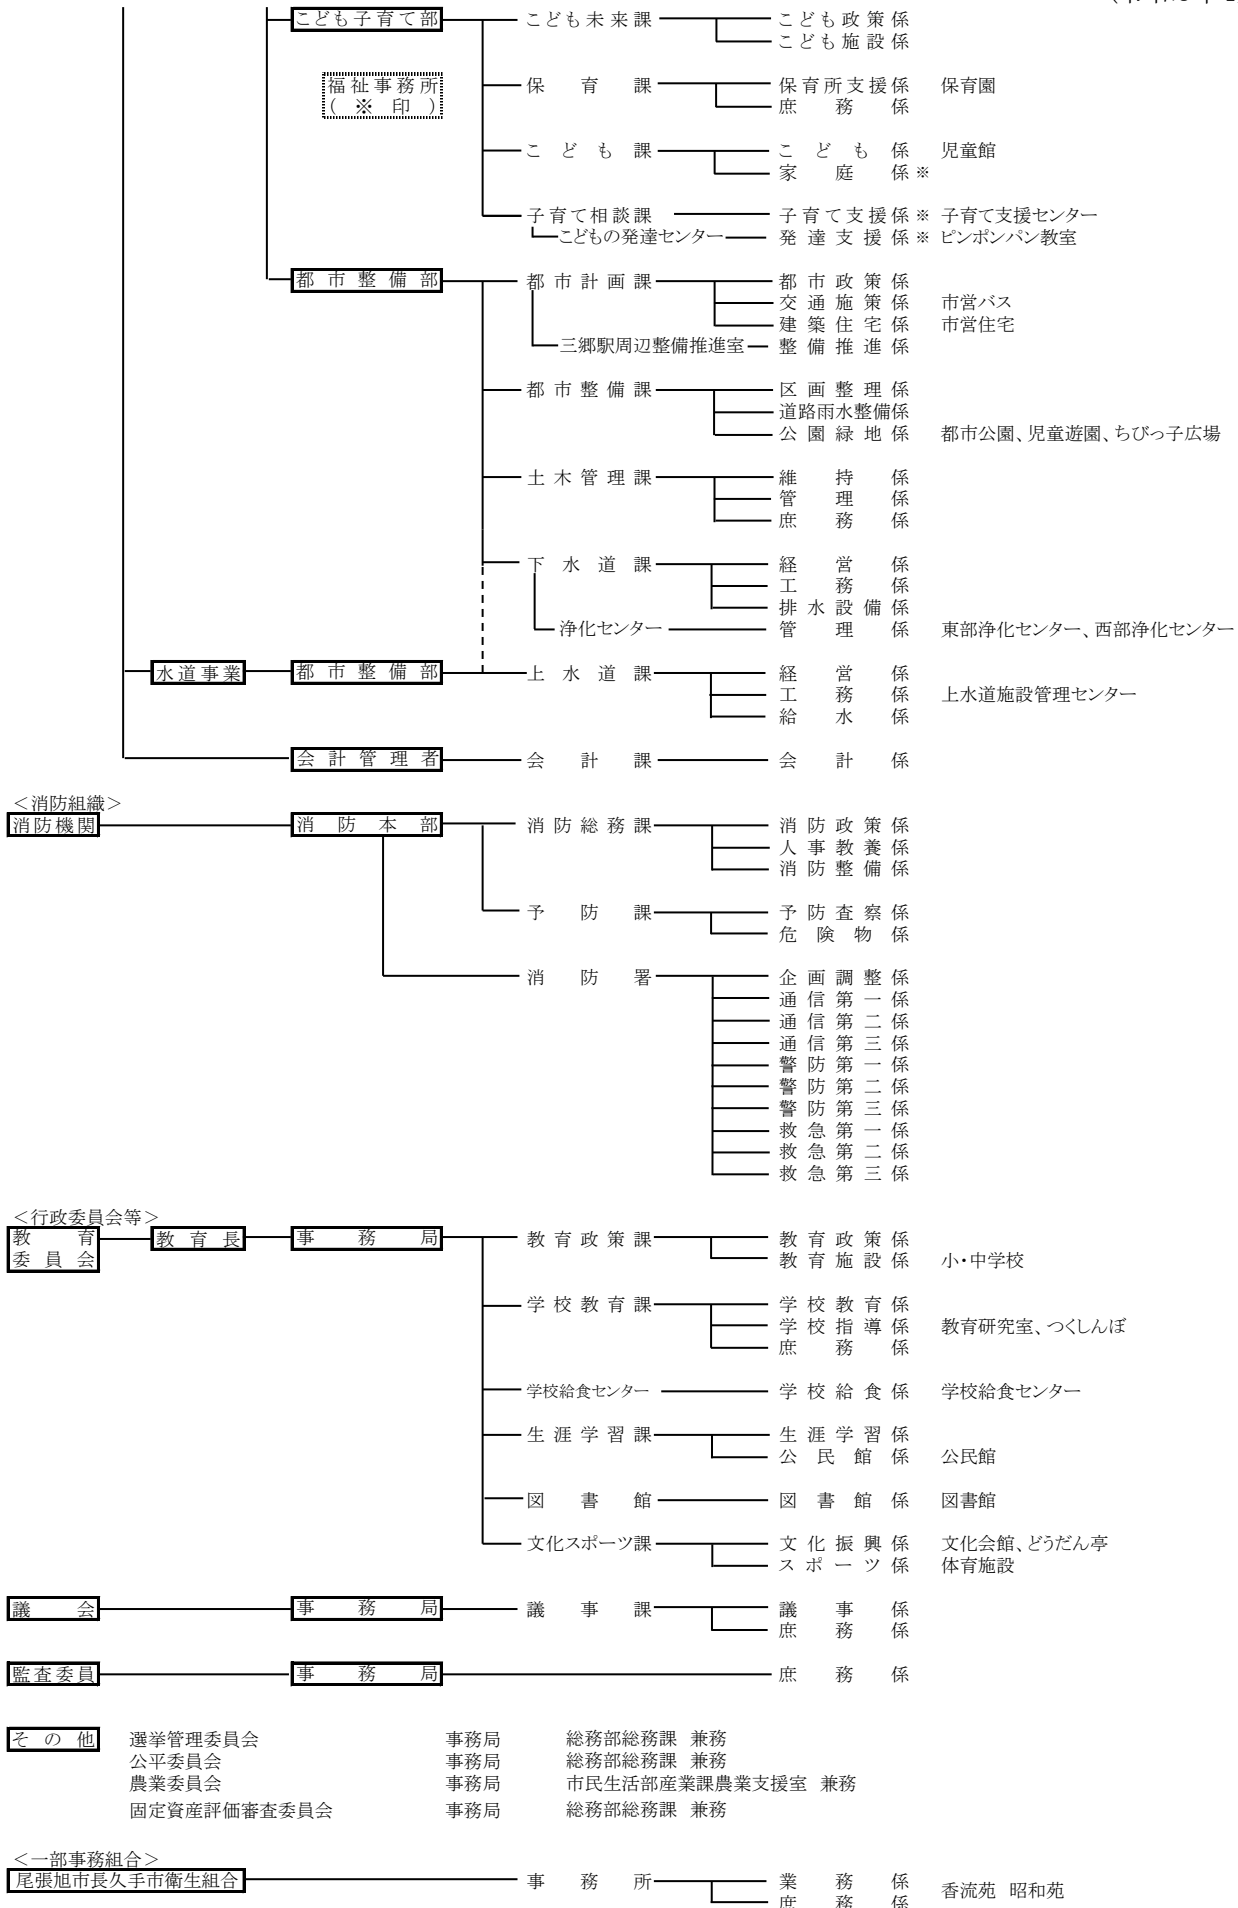 こども子育て部 こども未来課 こども政策係
こども施設係
福祉事務所
(※印)
保育課 保育所支援係 保育園
庶務係
こども課 こども係 児童館
家庭係※
子育て相談課 子育て支援係※ 子育て支援センター
こどもの発達センター 発達支援係※ ピンポンパン教室
都市整備部 都市計画課 都市政策係
交通施策係 市営バス
建築住宅係 市営住宅
三郷駅周辺整備推進室 整備推進係
都市整備課 区画整理係
道路雨水整備係
公園緑地係 都市公園、児童遊園、ちびっ子広場
土木管理課 維持係
管理係
庶務係
下水道課 経営係
工務係
排水設備係
浄化センター 管理係 東部浄化センター、西部浄化センター
水道事業 都市整備部 上水道課 経営係
工務係 上水道施設管理センター
給水係
会計管理者 会計課 会計係
＜消防組織＞
消防機関 消防本部 消防総務課 消防政策係
人事教養係
消防整備係
予防課 予防査察係
危険物係
消防署 企画調整係
通信第一係
通信第二係
通信第三係
警防第一係
警防第二係
警防第三係
救急第一係
救急第二係
救急第三係
＜行政委員会等＞
教育
委員会 教育長 事務局 教育政策課 教育政策係
教育施設係 小・中学校
学校教育課 学校教育係
学校指導係 教育研究室、つくしんぼ
庶務係
学校給食センター 学校給食係 学校給食センター
生涯学習課 生涯学習係
公民館係 公民館
図書館 図書館係 図書館
文化スポーツ課 文化振興係 文化会館、どうだん亭
スポーツ係 体育施設
議会 事務局 議事課 議事係
庶務係
監査委員 事務局 庶務係
その他 選挙管理委員会 事務局 総務部総務課 兼務
公平委員会 事務局 総務部総務課 兼務
農業委員会 事務局 市民生活部産業課農業支援室 兼務
固定資産評価審査委員会 事務局 総務部総務課 兼務
＜一部事務組合＞
尾張旭市長久手市衛生組合 事務所 業務係
香流苑 昭和苑
庶務係